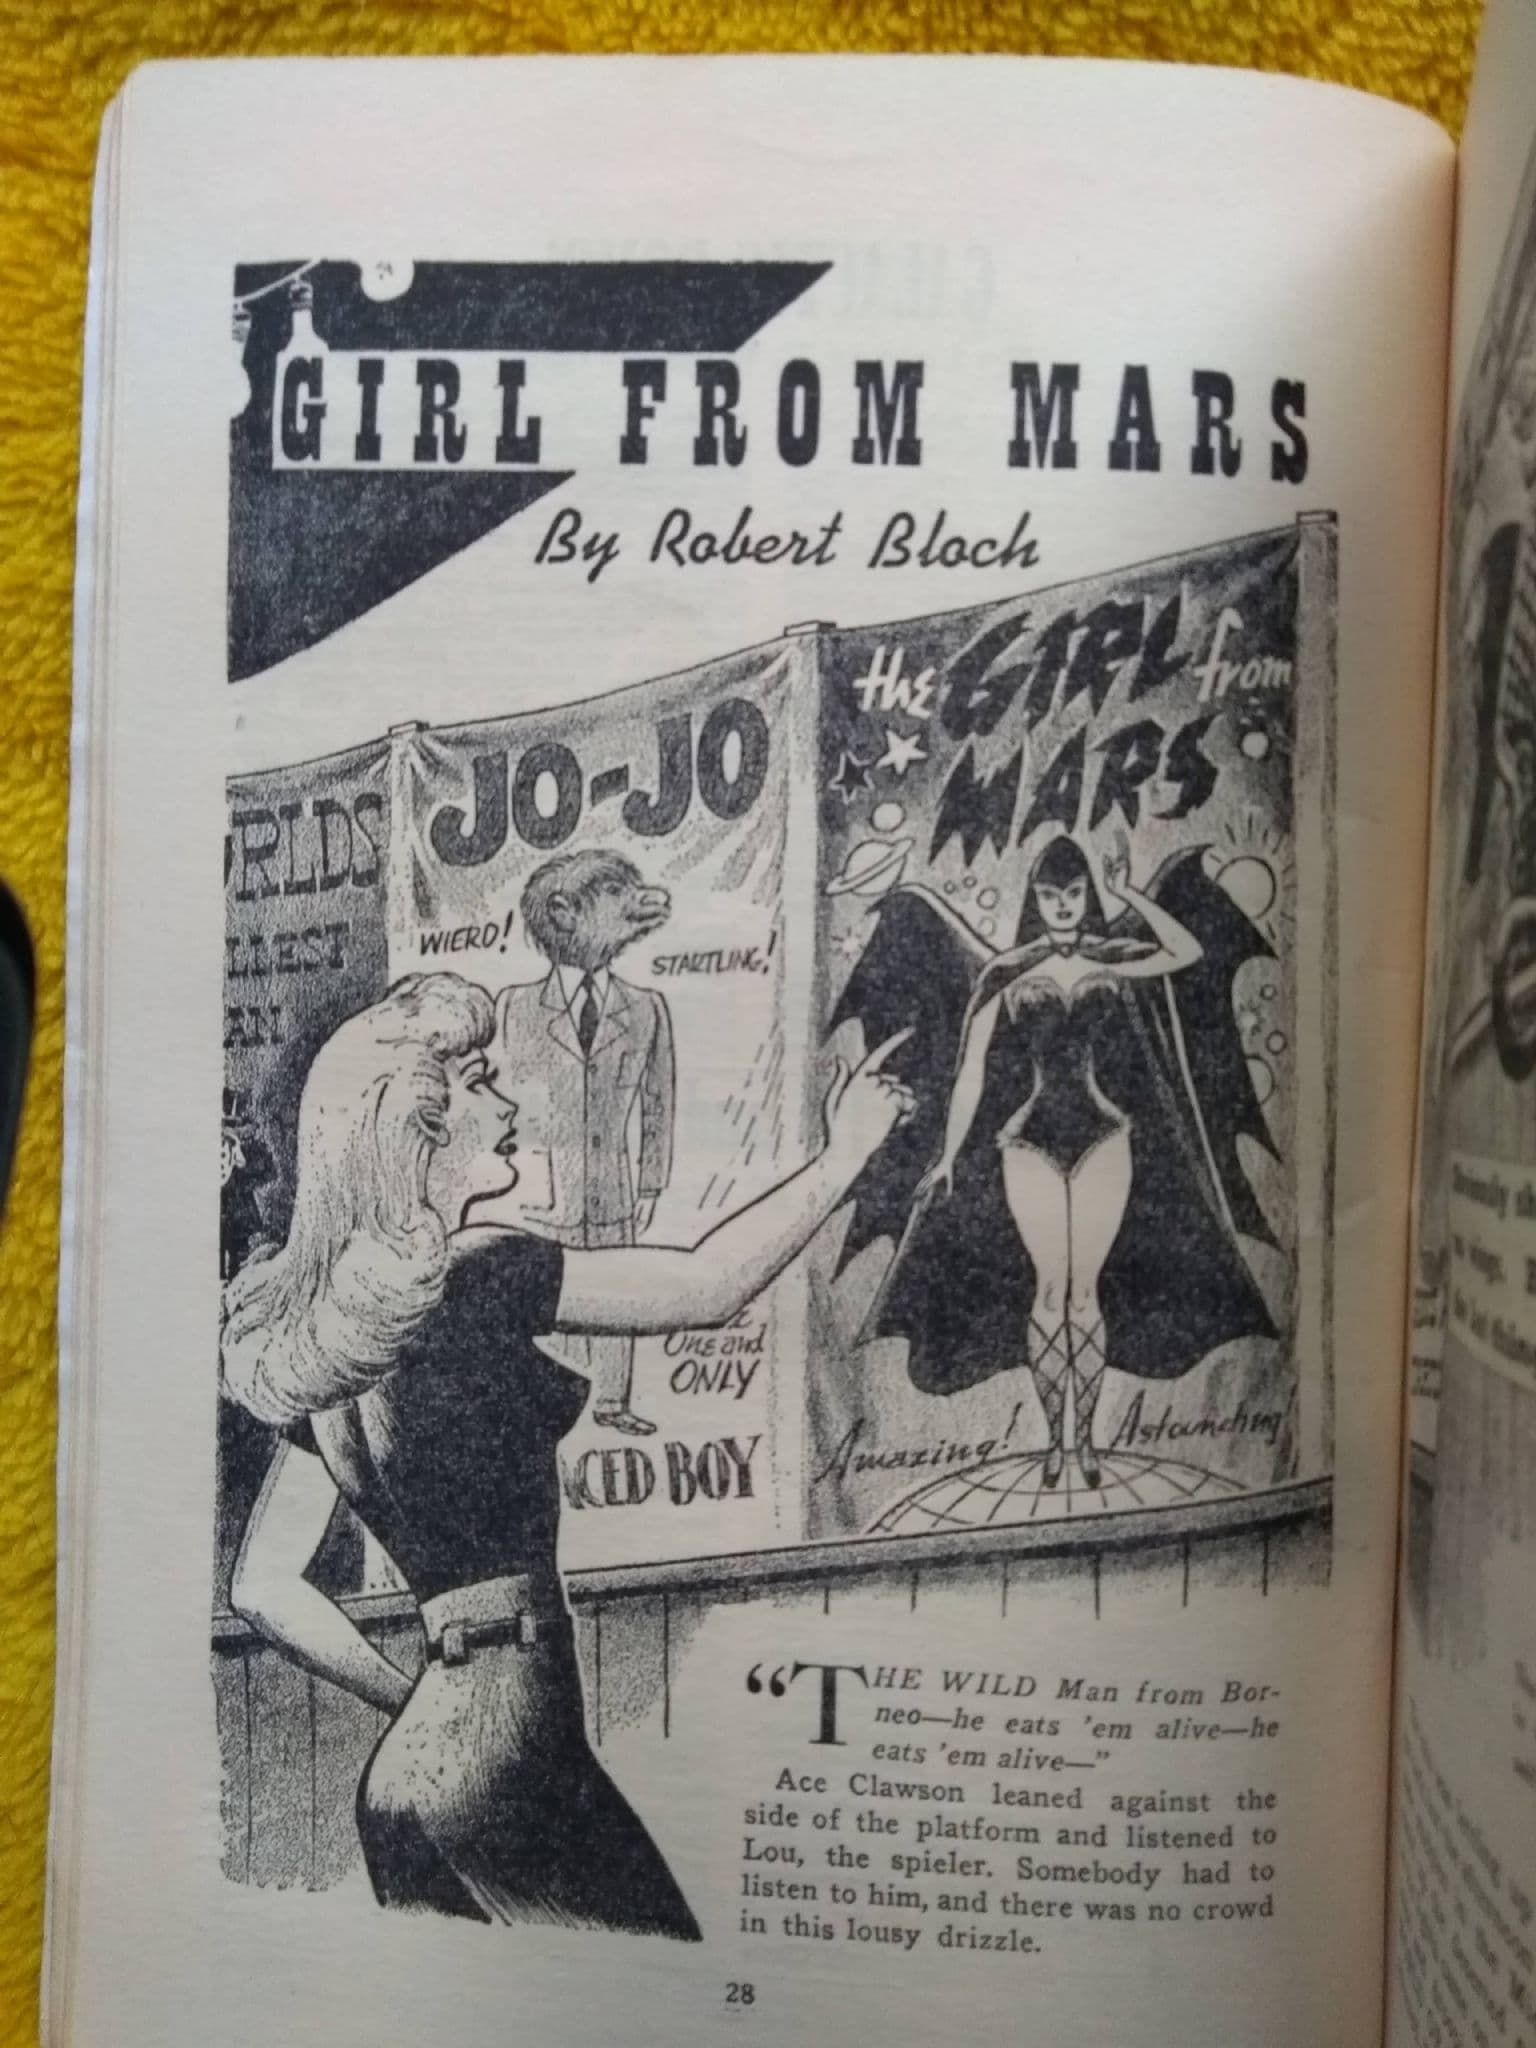 GIRL FROM MARS
By Robert Bloch
RLDS
LLEST
AN
JO-JO
WIERD!
STARTLING!
One and
ONLY
CED BOY
the GIRL from
MARS
Amazing!
Astounding!
“THE WILD Man from Bor-
neo—he eats ’em alive—he
eats ’em alive—”
Ace Clawson leaned against the
side of the platform and listened to
Lou, the spieler. Somebody had to
listen to him, and there was no crowd
in this lousy drizzle.
28